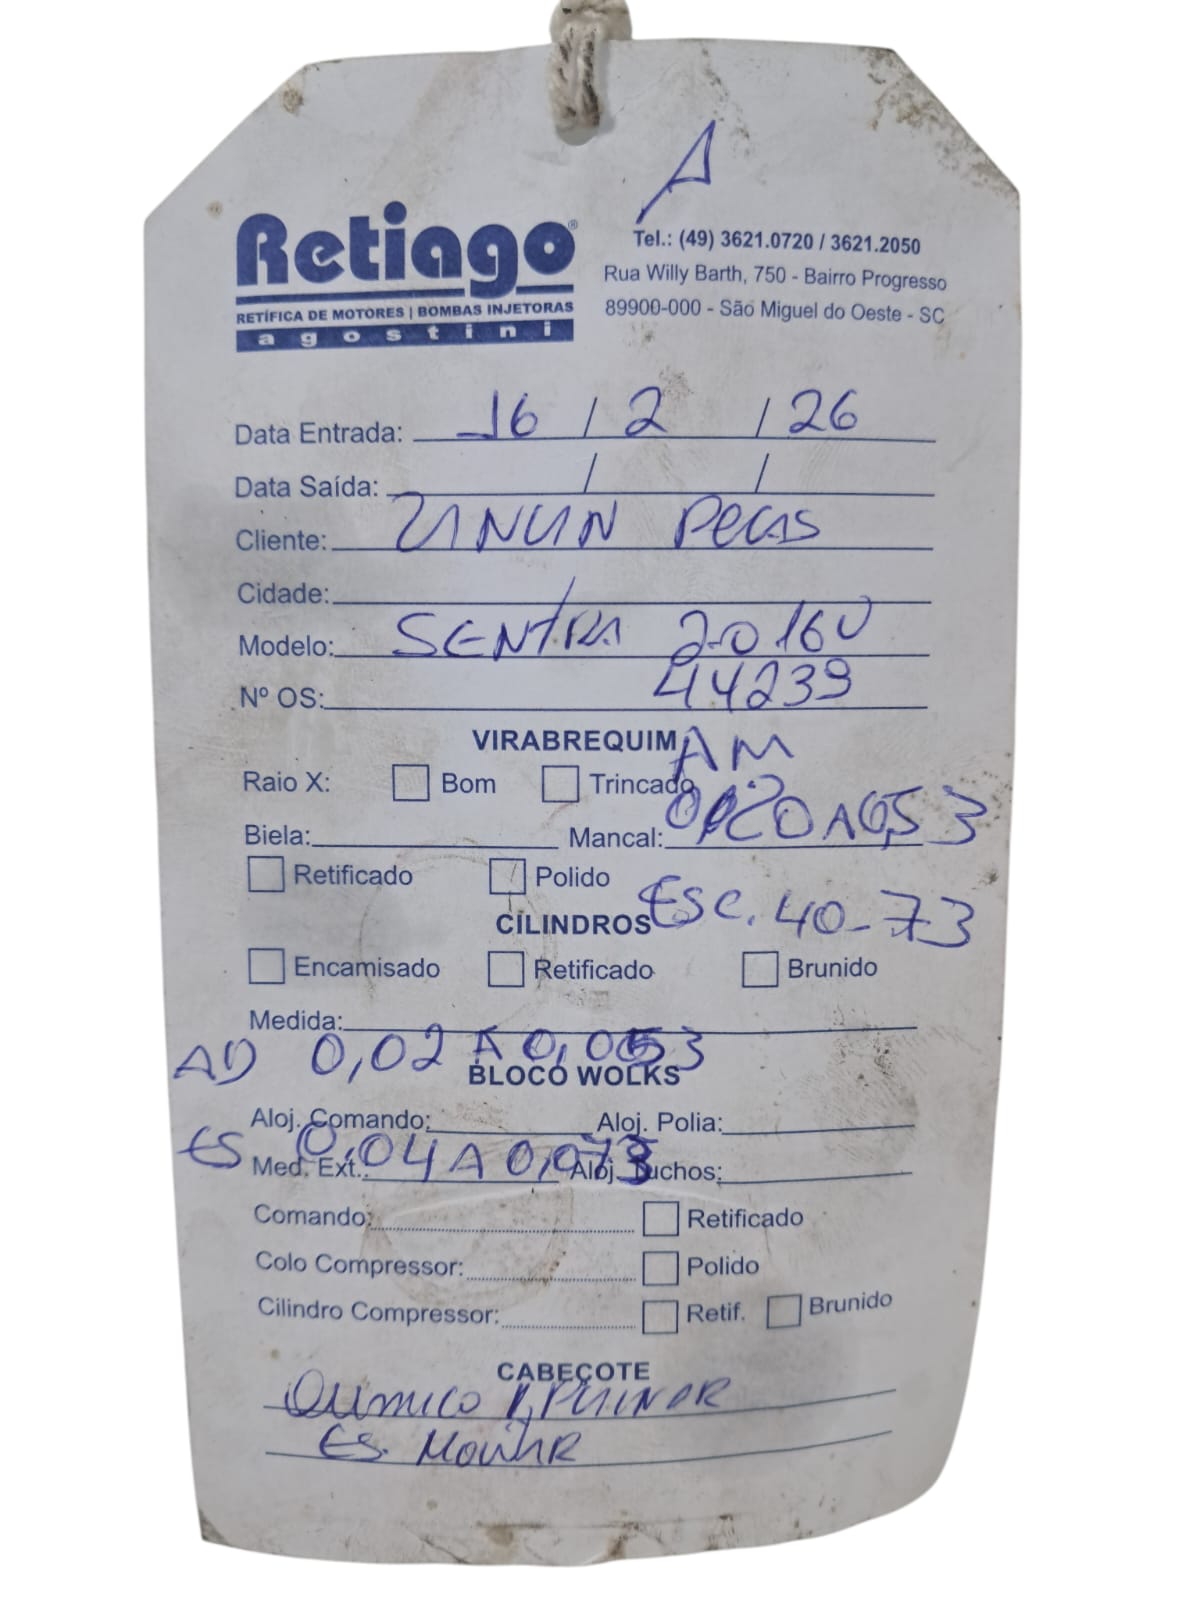 A
Retiago®
RETÍFICA DE MOTORES | BOMBAS INJETORAS
agostini
Tel.: (49) 3621.0720 / 3621.2050
Rua Willy Barth, 750 - Bairro Progresso
89900-000 - São Miguel do Oeste - SC
Data Entrada: 16 / 2 / 26
Data Saída: / /
Cliente: PECAS
Cidade:
Modelo: SENTRA 2.0 16V
Nº OS: 44239
VIRABREQUIM AM
Raio X: Bom Trincado
Biela: Mancal:
Retificado Polido
CILINDROS ESC. 40-73
Encamisado Retificado Brunido
Medida:
AD 0,02 A 0,053
BLOCO WOLKS
Aloj. Comando: Aloj. Polia:
ES 0,04 A 0,073
Med. Ext.: Aloj. Tuchos:
Comando: Retificado
Colo Compressor: Polido
Cilindro Compressor: Retif. Brunido
CABEÇOTE
QUIMICO
ES. MONTAR